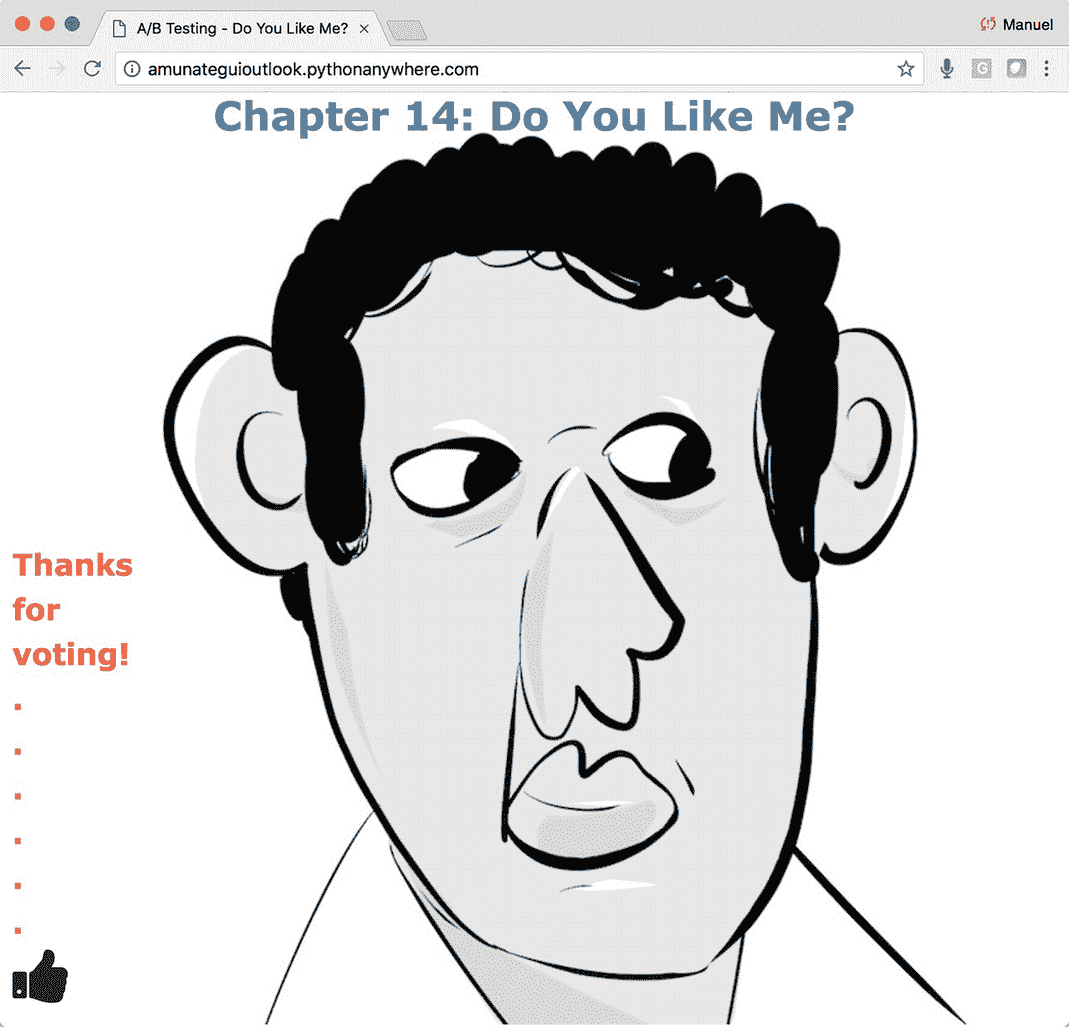 A/B Testing - Do You Like Me?
Manuel
amunateguioutlook.pythonanywhere.com
Chapter 14: Do You Like Me?
Thanks
for
voting!
.
.
.
.
.
.